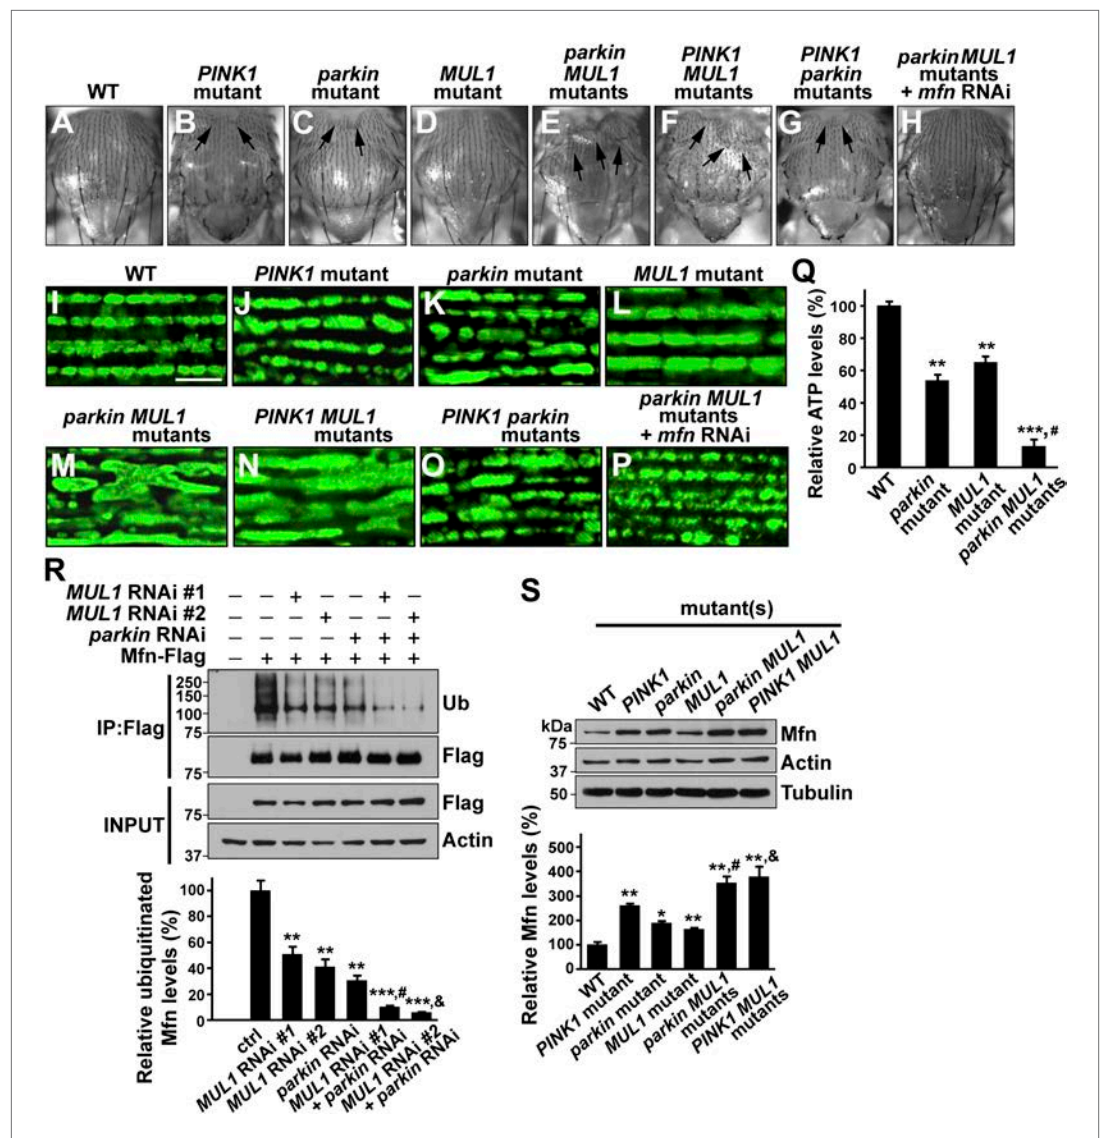 WT
PINK1
mutant
parkin
mutant
MUL1
mutant
parkin
MUL1
mutants
PINK1
MUL1
mutants
PINK1
parkin
mutants
parkin MUL1
mutants
+ mfn RNAi
A B C D E F G H
WT
PINK1 mutant
parkin mutant
MUL1 mutant
I J K L
parkin MUL1
mutants
PINK1 MUL1
mutants
PINK1 parkin
mutants
parkin MUL1
mutants
+ mfn RNAi
M N O P
Q
Relative ATP levels (%)
100
80
60
40
20
0
**
**
***,#
WT
parkin
mutant
MUL1
mutant
parkin MUL1
mutants
R
MUL1 RNAi #1 – – + – – + –
MUL1 RNAi #2 – – – + – – +
parkin RNAi – – – – + + +
Mfn-Flag – + + + + + +
IP:Flag
250
150
100
75
Ub
75
Flag
INPUT
75
Flag
37
Actin
Relative ubiquitinated
Mfn levels (%)
100
80
60
40
20
0
**
**
**
***,#
***,&
ctrl
MUL1 RNAi #1
MUL1 RNAi #2
parkin RNAi
MUL1 RNAi #1
+ parkin RNAi
MUL1 RNAi #2
+ parkin RNAi
S
mutant(s)
WT
PINK1
parkin
MUL1
parkin MUL1
PINK1 MUL1
kDa
75
Mfn
37
Actin
50
Tubulin
Relative Mfn levels (%)
500
400
300
200
100
0
**
*
**
**,#
**,&
WT
PINK1 mutant
parkin mutant
MUL1 mutant
parkin MUL1
mutants
PINK1 MUL1
mutants